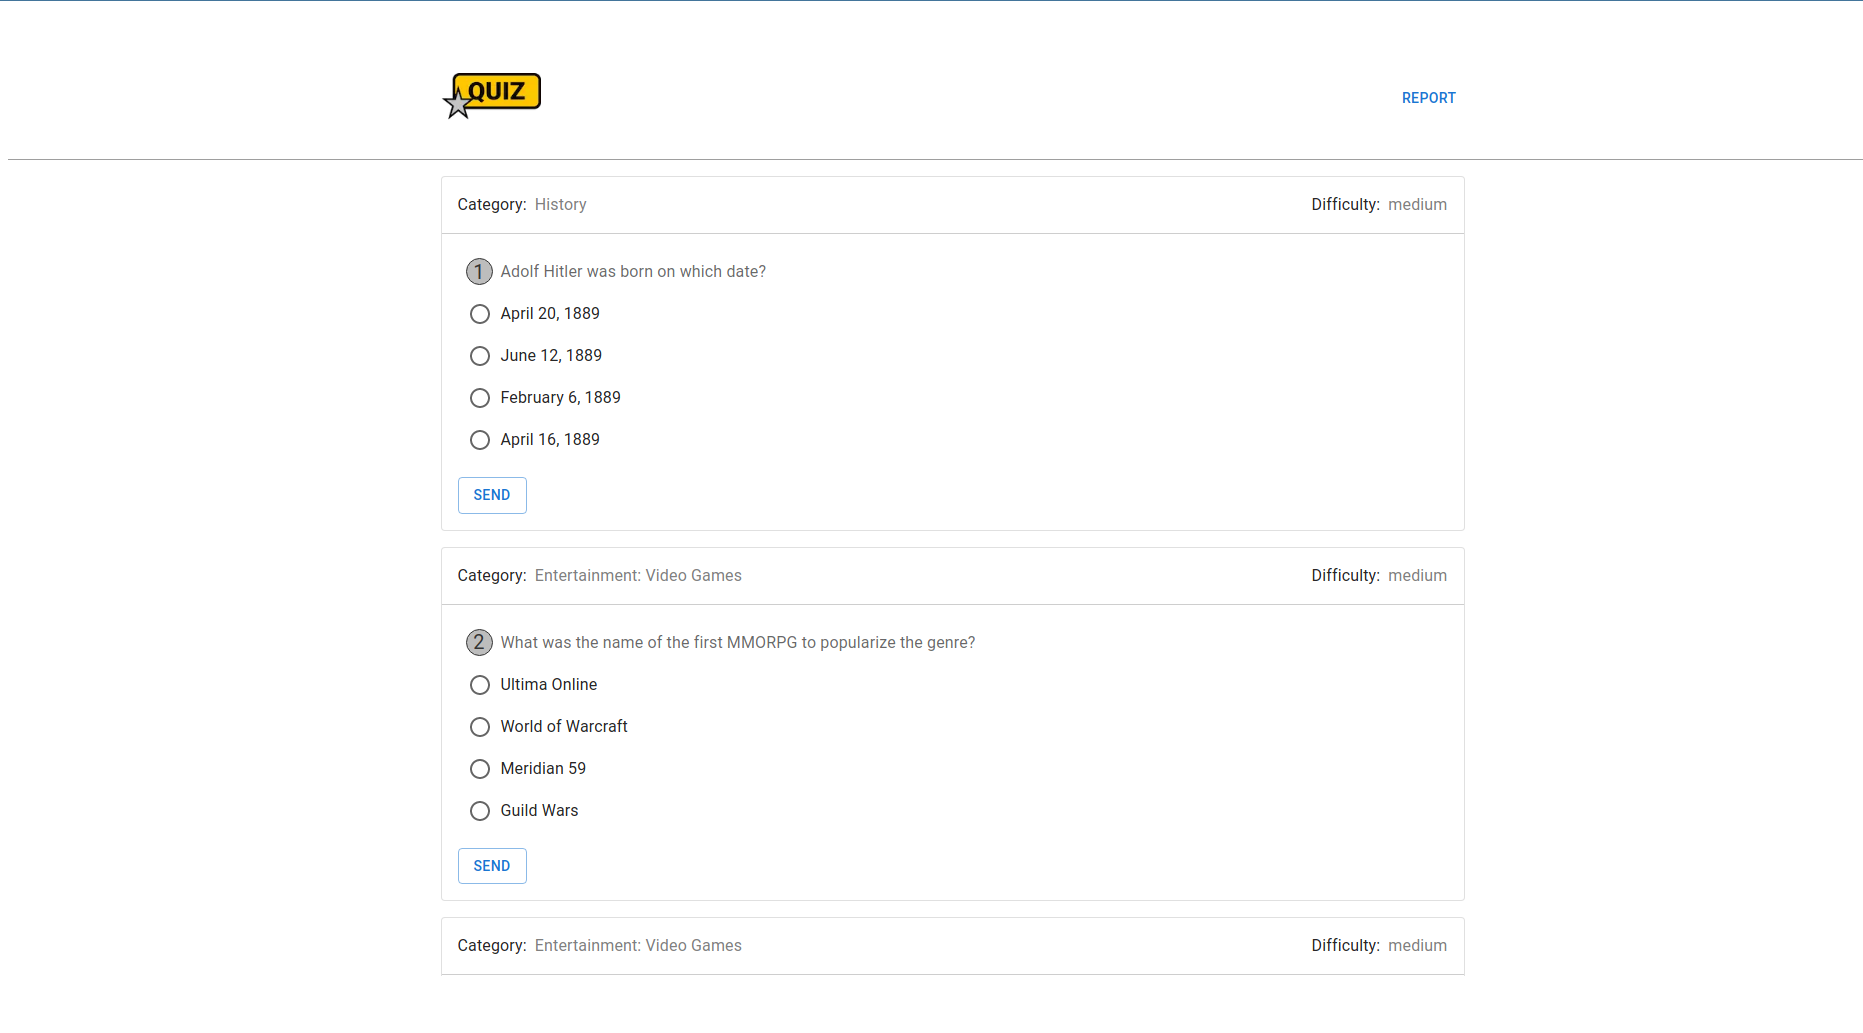 QUIZ
REPORT
Category: History Difficulty: medium
1 Adolf Hitler was born on which date?
April 20, 1889
June 12, 1889
February 6, 1889
April 16, 1889
SEND
Category: Entertainment: Video Games Difficulty: medium
2 What was the name of the first MMORPG to popularize the genre?
Ultima Online
World of Warcraft
Meridian 59
Guild Wars
SEND
Category: Entertainment: Video Games Difficulty: medium